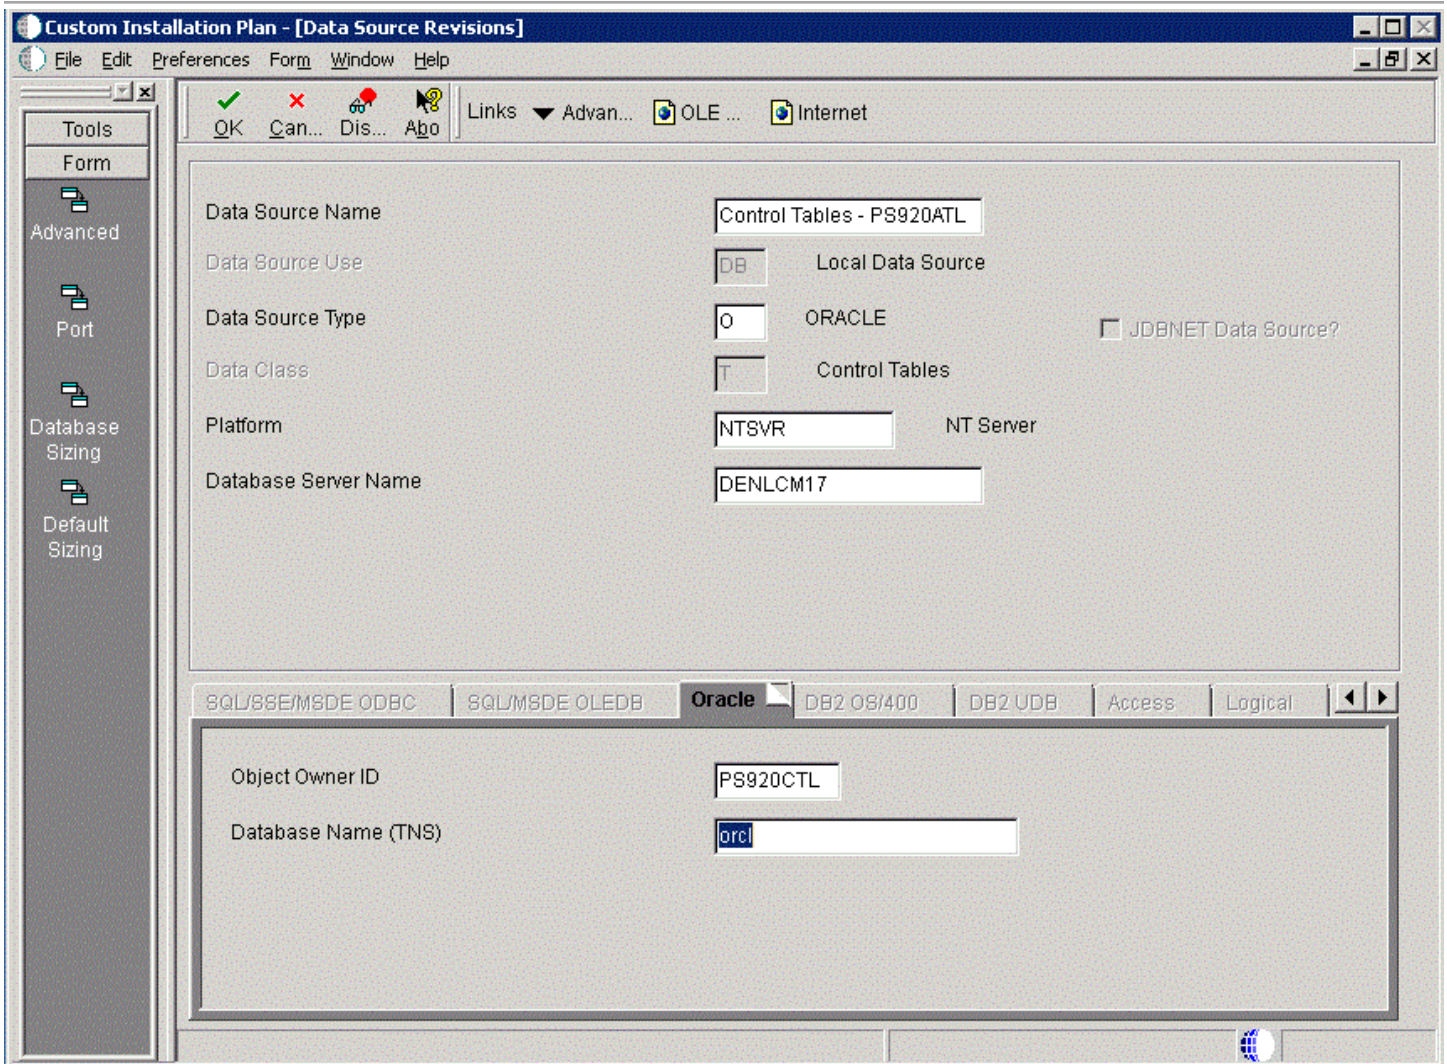 Custom Installation Plan - [Data Source Revisions]
File Edit Preferences Form Window Help
Tools
Form
Advanced
Port
Database
Sizing
Default
Sizing
OK Can... Dis... Abo Links Advan... OLE ... Internet
Data Source Name Control Tables - PS920ATL
Data Source Use DB Local Data Source
Data Source Type O ORACLE JDBNET Data Source?
Data Class T Control Tables
Platform NTSVR NT Server
Database Server Name DENLCM17
SQL/SSE/MSDE ODBC SQL/MSDE OLEDB Oracle DB2 OS/400 DB2 UDB Access Logical
Object Owner ID PS920CTL
Database Name (TNS) orcl